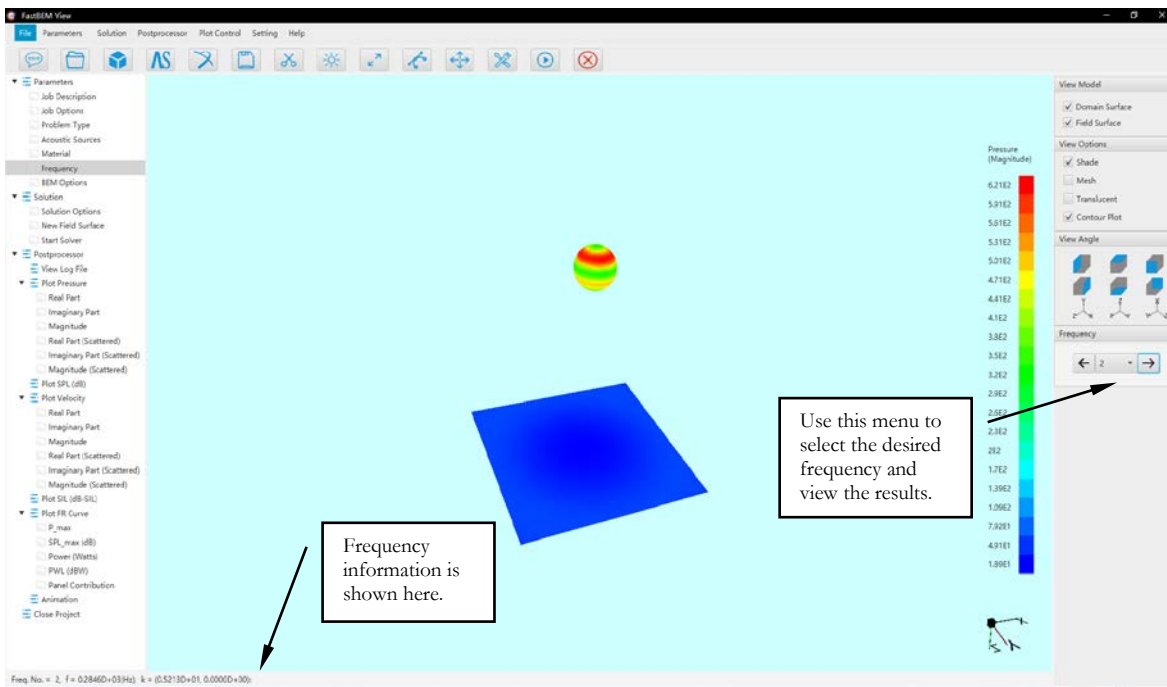 FastBEM View
File Parameters Solution Postprocessor Plot Control Setting Help
Parameters
Job Description
Job Options
Problem Type
Acoustic Sources
Material
Frequency
BEM Options
Solution
Solution Options
New Field Surface
Start Solver
Postprocessor
View Log File
Plot Pressure
Real Part
Imaginary Part
Magnitude
Real Part (Scattered)
Imaginary Part (Scattered)
Magnitude (Scattered)
Plot SPL (dB)
Plot Velocity
Real Part
Imaginary Part
Magnitude
Real Part (Scattered)
Imaginary Part (Scattered)
Magnitude (Scattered)
Plot SIL (dB-SIL)
Plot FR Curve
P_max
SPL_max (dB)
Power (Watts)
PWL (dBW)
Panel Contribution
Animation
Close Project
Pressure
(Magnitude)
6.21E2
5.91E2
5.61E2
5.31E2
5.01E2
4.71E2
4.41E2
4.1E2
3.8E2
3.5E2
3.2E2
2.9E2
2.6E2
2.3E2
2E2
1.7E2
1.39E2
1.09E2
7.92E1
4.91E1
1.89E1
View Model
Domain Surface
Field Surface
View Options
Shade
Mesh
Translucent
Contour Plot
View Angle
Frequency
2
Use this menu to
select the desired
frequency and
view the results.
Frequency
information is
shown here.
Freq. No. = 2, f = 0.2846D+03(Hz), k = (0.5213D+01, 0.0000D+00);